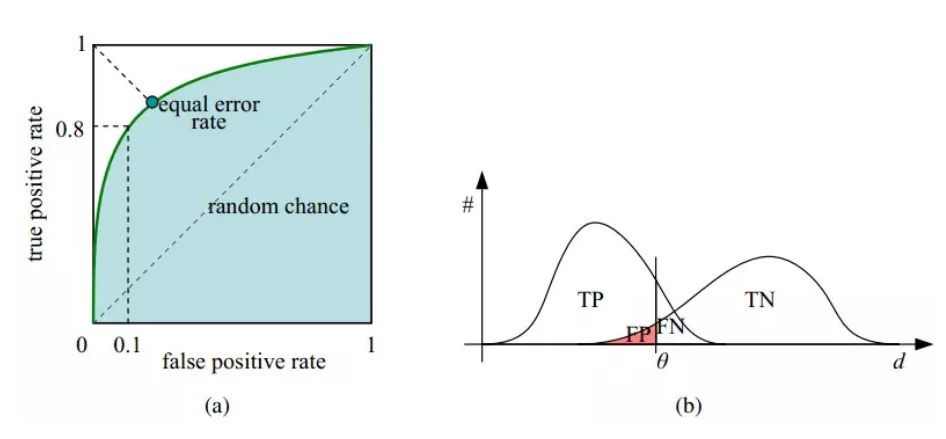 1
equal error
rate
0.8
true positive rate
random chance
0
0.1
1
false positive rate
(a)
#
TP
TN
FP
FN
θ
d
(b)